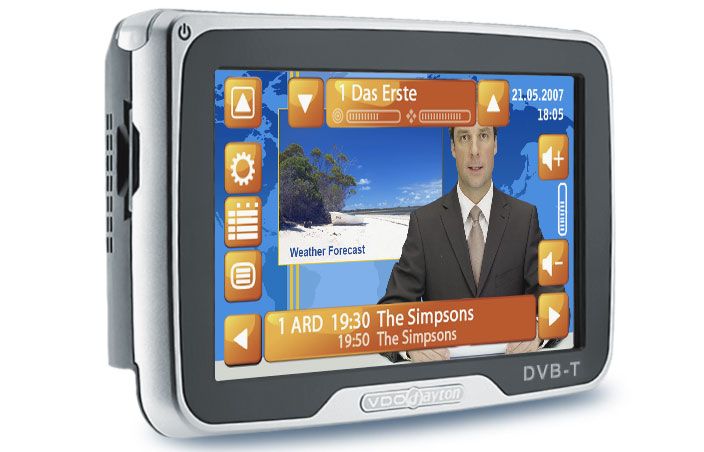 1 Das Erste
21.05.2007
18:05
Weather Forecast
1 ARD 19:30 The Simpsons
19:50 The Simpsons
DVB-T
VDO dayton